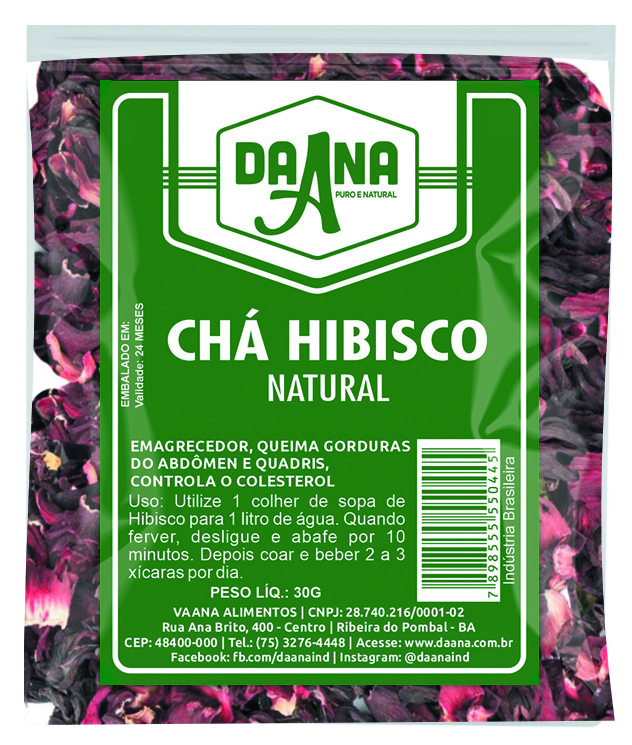 DAANA
PURO E NATURAL
CHÁ HIBISCO
NATURAL
EMBALADO EM:
Validade: 24 MESES
EMAGRECEDOR, QUEIMA GORDURAS
DO ABDÔMEN E QUADRIS,
CONTROLA O COLESTEROL
Uso: Utilize 1 colher de sopa de
Hibisco para 1 litro de água. Quando
ferver, desligue e abafe por 10
minutos. Depois coar e beber 2 a 3
xícaras por dia.
PESO LÍQ.: 30G
7 898555 550445
Indústria Brasileira
VAANA ALIMENTOS | CNPJ: 28.740.216/0001-02
Rua Ana Brito, 400 - Centro | Ribeira do Pombal - BA
CEP: 48400-000 | Tel.: (75) 3276-4448 | Acesse: www.daana.com.br
Facebook: fb.com/daanaind | Instagram: @daanaind